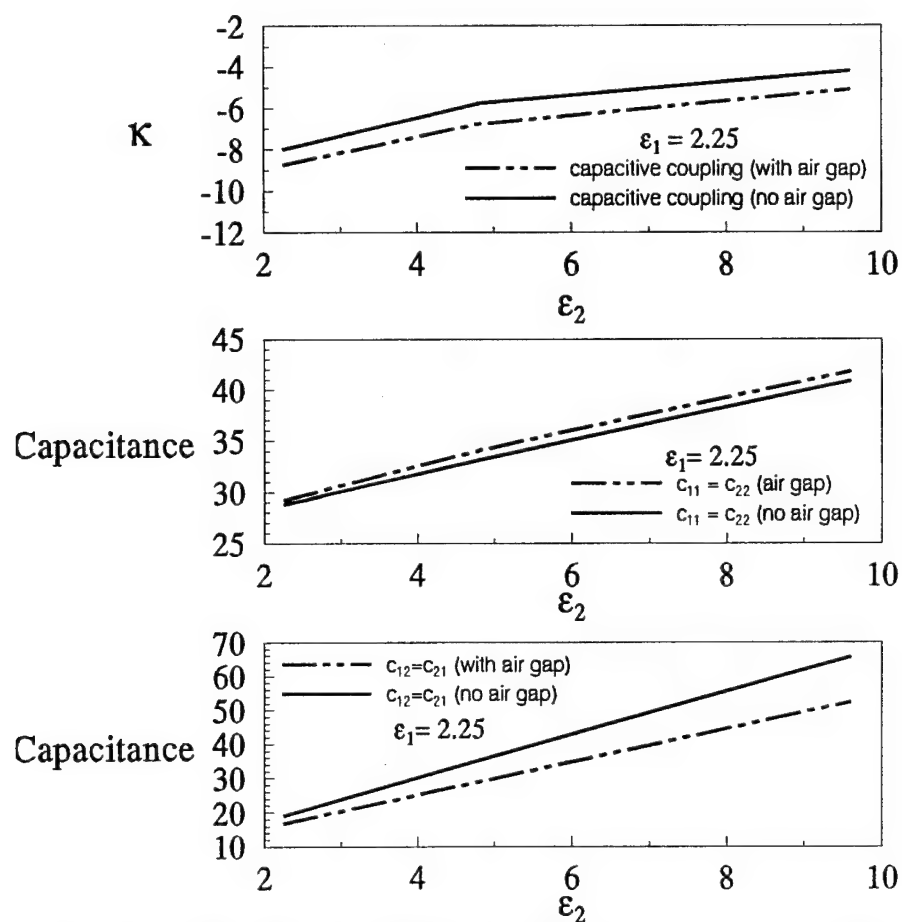 -2
-4
-6
-8
-10
-12
κ
ε₁ = 2.25
capacitive coupling (with air gap)
capacitive coupling (no air gap)
2 4 6 8 10
ε₂
45
40
35
30
25
Capacitance
ε₁= 2.25
c₁₁ = c₂₂ (air gap)
c₁₁ = c₂₂ (no air gap)
2 4 6 8 10
ε₂
70
60
50
40
30
20
10
Capacitance
c₁₂=c₂₁ (with air gap)
c₁₂=c₂₁ (no air gap)
ε₁= 2.25
2 4 6 8 10
ε₂